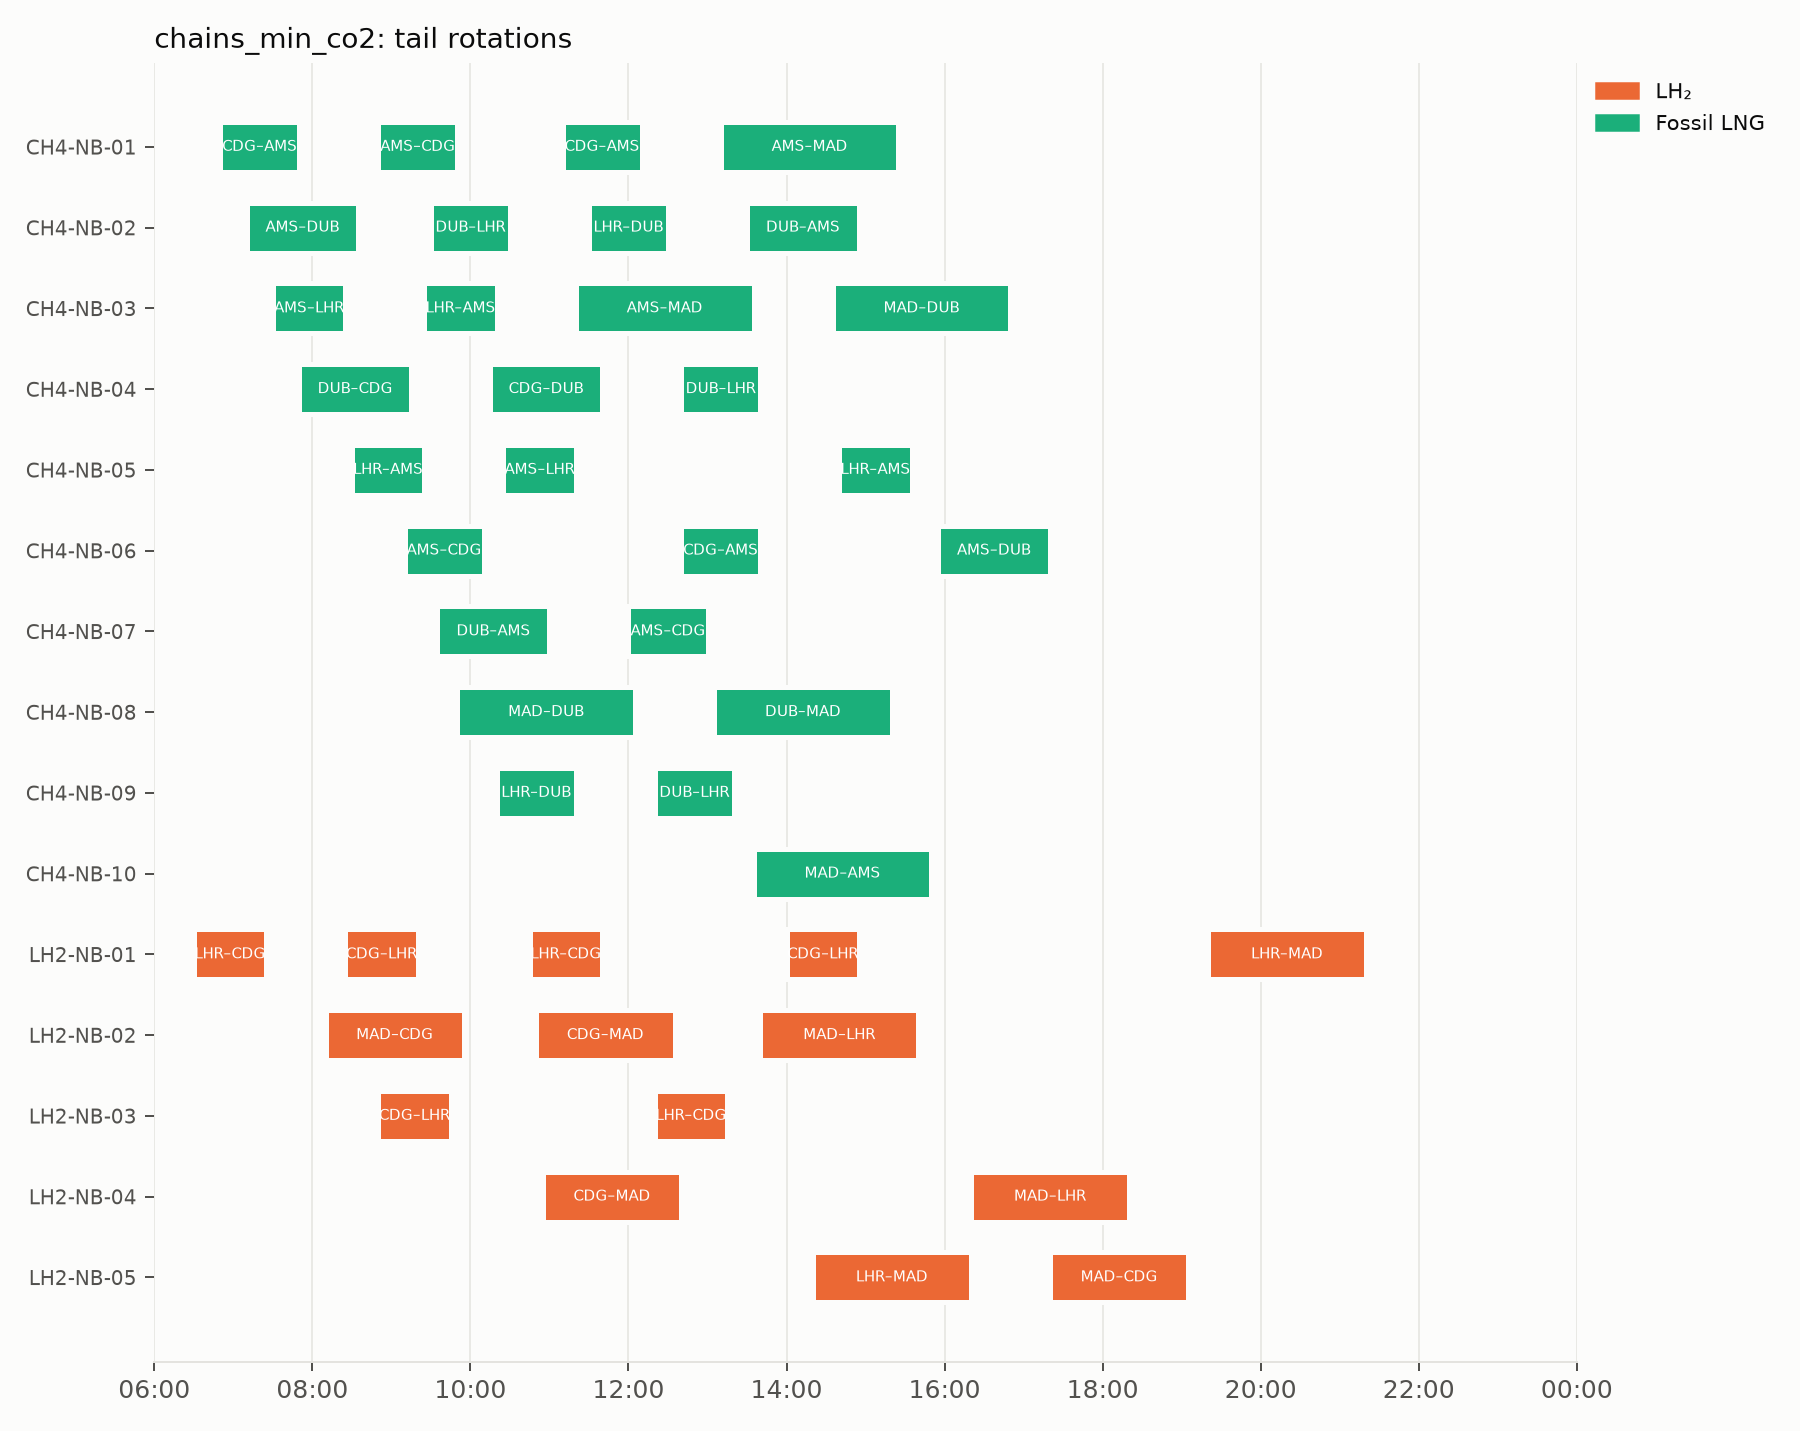 chains_min_co2: tail rotations
LH₂
Fossil LNG
CH4-NB-01
CDG–AMS AMS–CDG CDG–AMS AMS–MAD
CH4-NB-02
AMS–DUB DUB–LHR LHR–DUB DUB–AMS
CH4-NB-03
AMS–LHR LHR–AMS AMS–MAD MAD–DUB
CH4-NB-04
DUB–CDG CDG–DUB DUB–LHR
CH4-NB-05
LHR–AMS AMS–LHR LHR–AMS
CH4-NB-06
AMS–CDG CDG–AMS AMS–DUB
CH4-NB-07
DUB–AMS AMS–CDG
CH4-NB-08
MAD–DUB DUB–MAD
CH4-NB-09
LHR–DUB DUB–LHR
CH4-NB-10
MAD–AMS
LH2-NB-01
LHR–CDG CDG–LHR LHR–CDG CDG–LHR LHR–MAD
LH2-NB-02
MAD–CDG CDG–MAD MAD–LHR
LH2-NB-03
CDG–LHR LHR–CDG
LH2-NB-04
CDG–MAD MAD–LHR
LH2-NB-05
LHR–MAD MAD–CDG
06:00 08:00 10:00 12:00 14:00 16:00 18:00 20:00 22:00 00:00